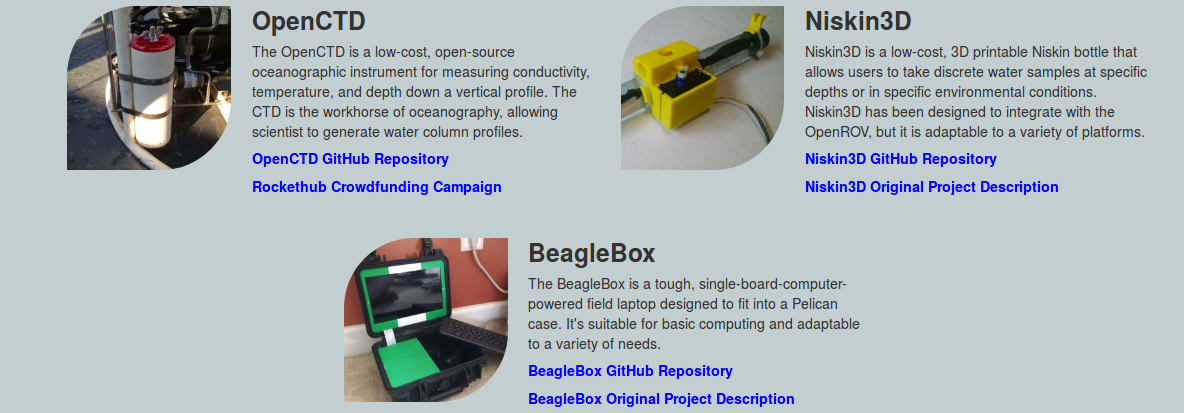 OpenCTD
The OpenCTD is a low-cost, open-source
oceanographic instrument for measuring conductivity,
temperature, and depth down a vertical profile. The
CTD is the workhorse of oceanography, allowing
scientist to generate water column profiles.
OpenCTD GitHub Repository
Rockethub Crowdfunding Campaign
Niskin3D
Niskin3D is a low-cost, 3D printable Niskin bottle that
allows users to take discrete water samples at specific
depths or in specific environmental conditions.
Niskin3D has been designed to integrate with the
OpenROV, but it is adaptable to a variety of platforms.
Niskin3D GitHub Repository
Niskin3D Original Project Description
BeagleBox
The BeagleBox is a tough, single-board-computer-
powered field laptop designed to fit into a Pelican
case. It's suitable for basic computing and adaptable
to a variety of needs.
BeagleBox GitHub Repository
BeagleBox Original Project Description